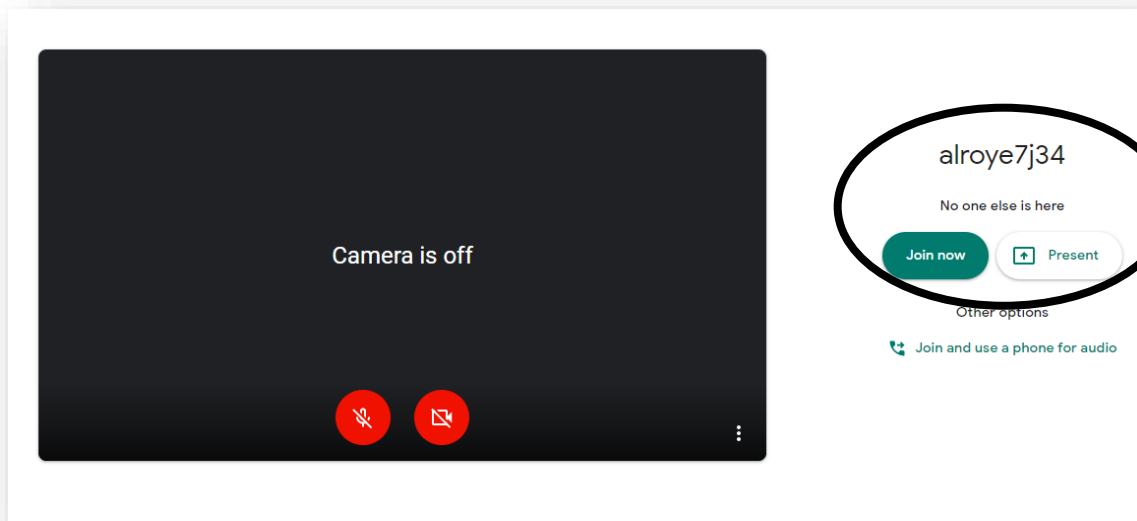 Camera is off
alroye7j34
No one else is here
Join now
Present
Other options
Join and use a phone for audio